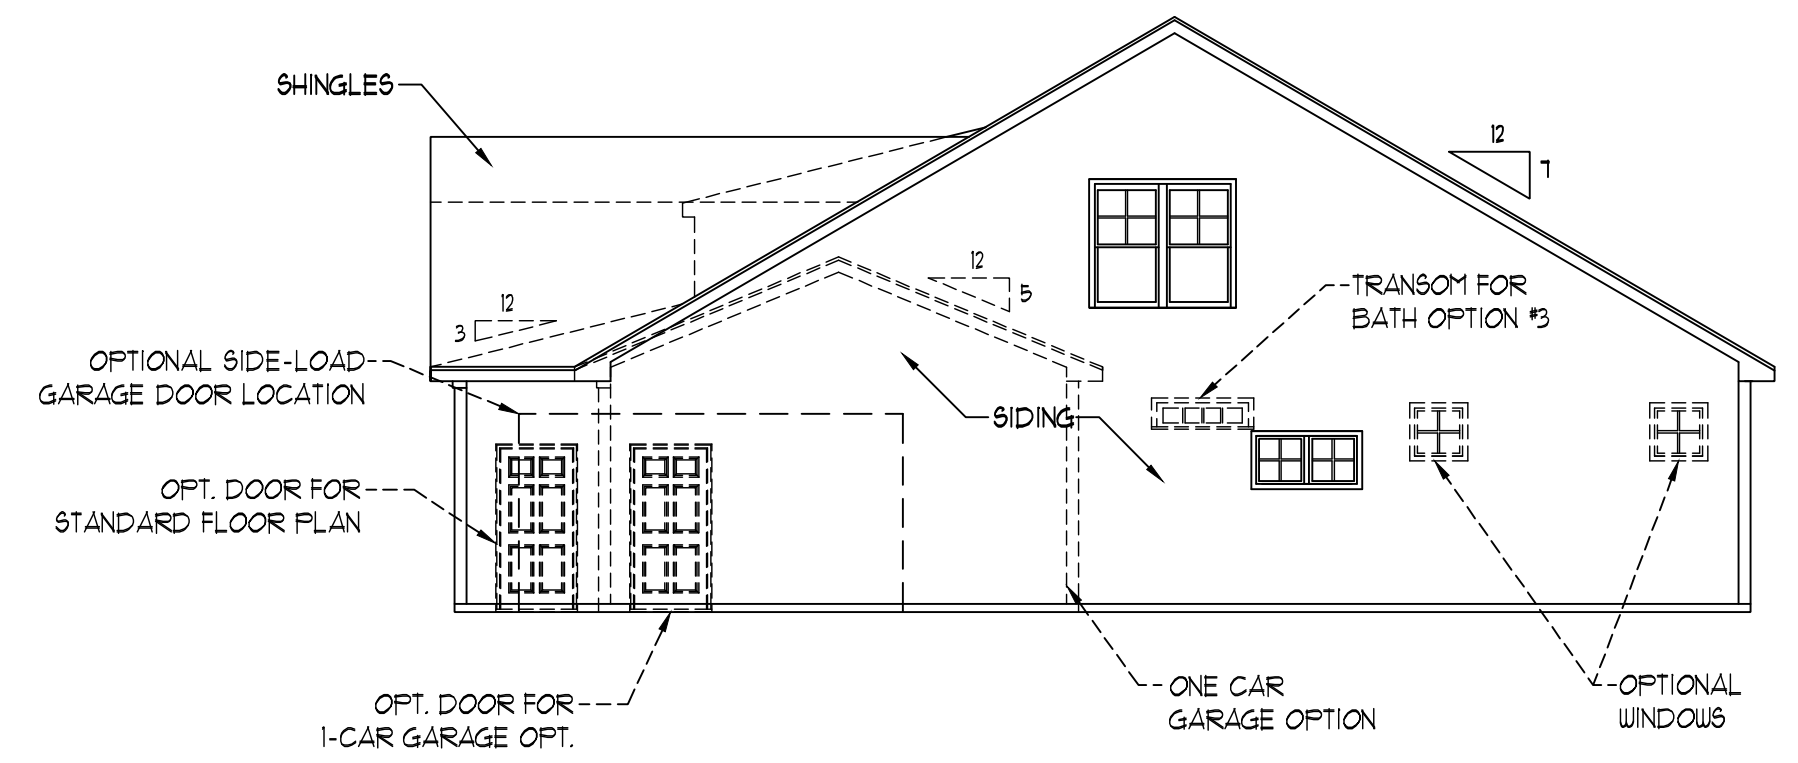 SHINGLES
12
7
12
5
12
3
TRANSOM FOR
BATH OPTION #3
OPTIONAL SIDE-LOAD
GARAGE DOOR LOCATION
SIDING
OPT. DOOR FOR
STANDARD FLOOR PLAN
OPT. DOOR FOR
1-CAR GARAGE OPT.
ONE CAR
GARAGE OPTION
OPTIONAL
WINDOWS